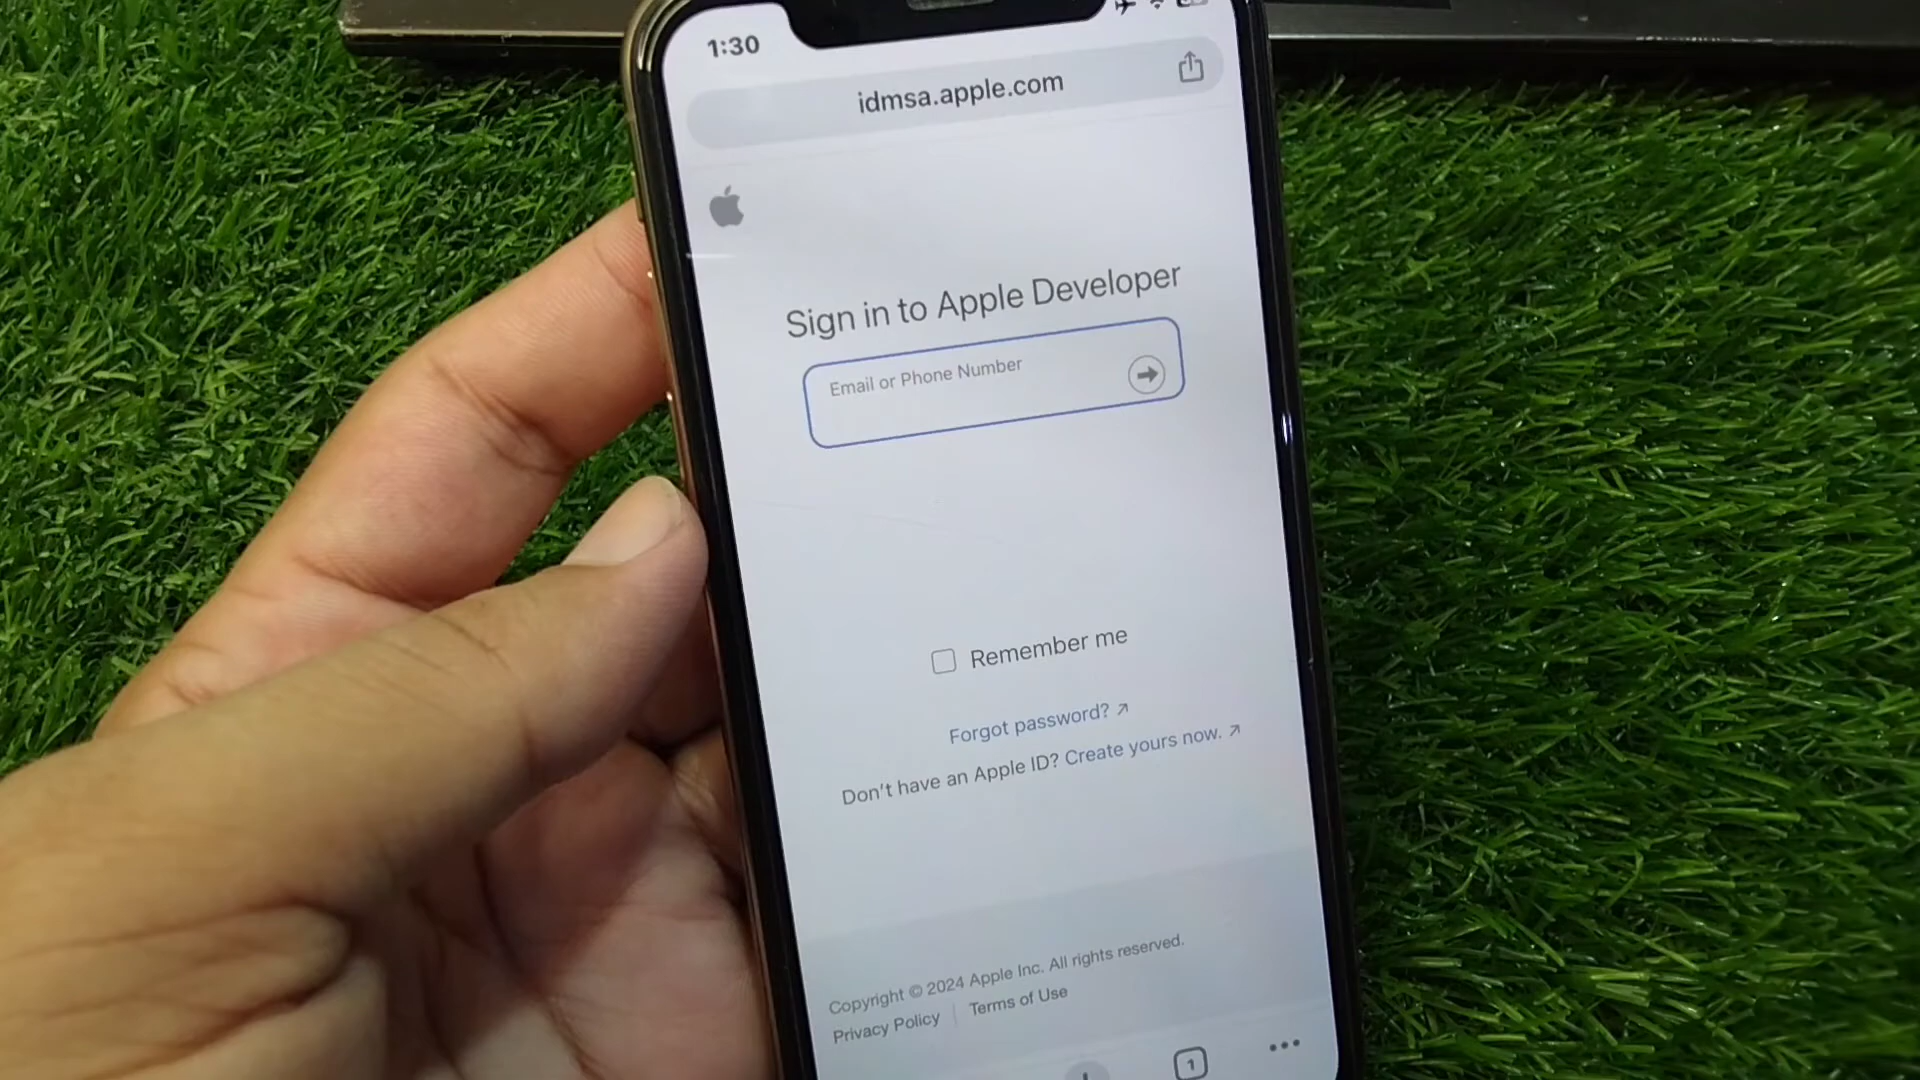 1:30
idmsa.apple.com
Sign in to Apple Developer
Email or Phone Number
Remember me
Forgot password? ↗
Don't have an Apple ID? Create yours now. ↗
Copyright © 2024 Apple Inc. All rights reserved.
Privacy Policy | Terms of Use
1